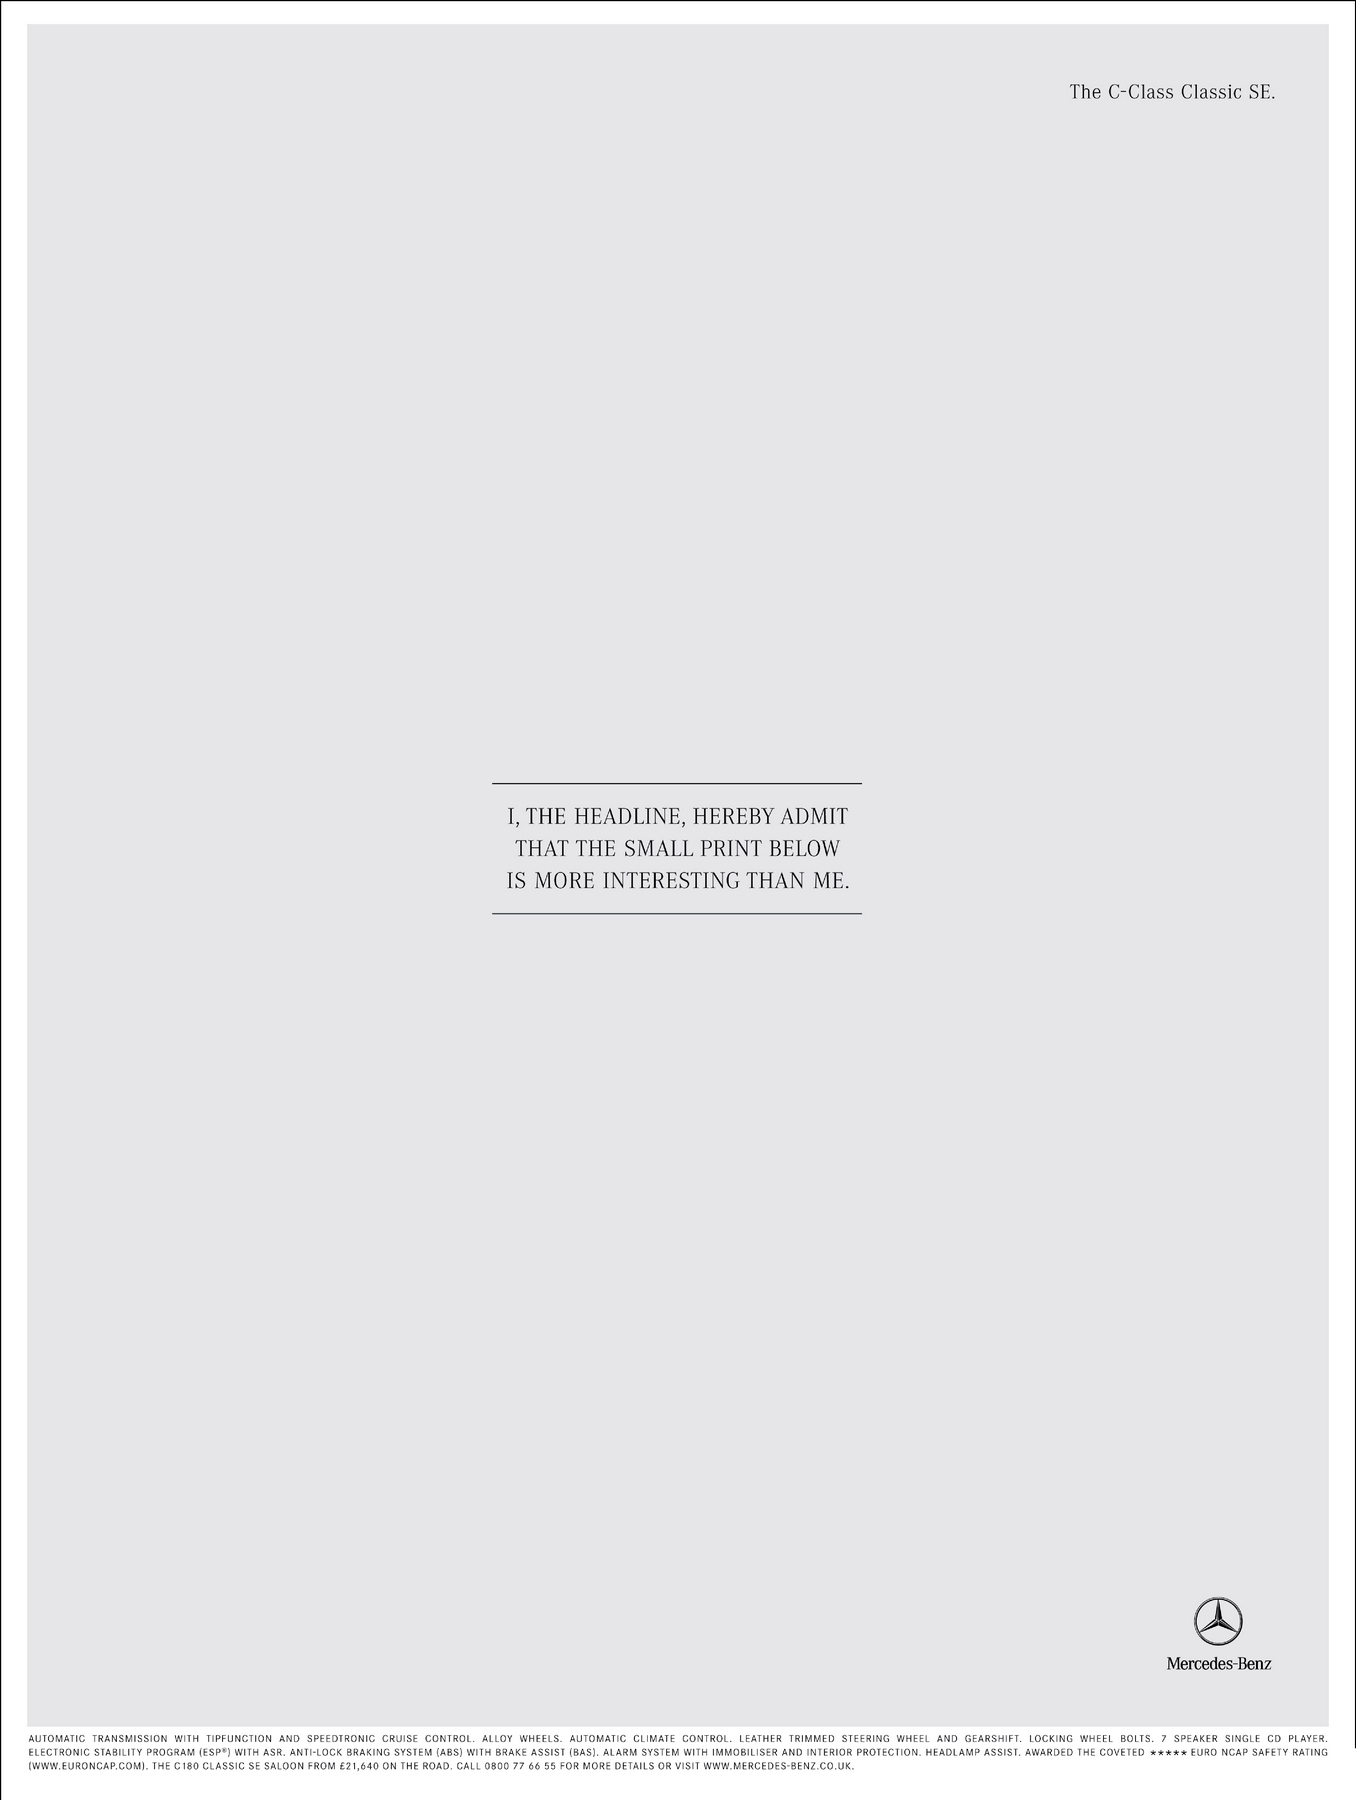 The C-Class Classic SE.
I, THE HEADLINE, HEREBY ADMIT
THAT THE SMALL PRINT BELOW
IS MORE INTERESTING THAN ME.
Mercedes-Benz
AUTOMATIC TRANSMISSION WITH TIPFUNCTION AND SPEEDTRONIC CRUISE CONTROL. ALLOY WHEELS. AUTOMATIC CLIMATE CONTROL. LEATHER TRIMMED STEERING WHEEL AND GEARSHIFT. LOCKING WHEEL BOLTS. 7 SPEAKER SINGLE CD PLAYER.
ELECTRONIC STABILITY PROGRAM (ESP®) WITH ASR. ANTI-LOCK BRAKING SYSTEM (ABS) WITH BRAKE ASSIST (BAS). ALARM SYSTEM WITH IMMOBILISER AND INTERIOR PROTECTION. HEADLAMP ASSIST. AWARDED THE COVETED ★★★★★ EURO NCAP SAFETY RATING
(WWW.EURONCAP.COM). THE C180 CLASSIC SE SALOON FROM £21,640 ON THE ROAD. CALL 0800 77 66 55 FOR MORE DETAILS OR VISIT WWW.MERCEDES-BENZ.CO.UK.